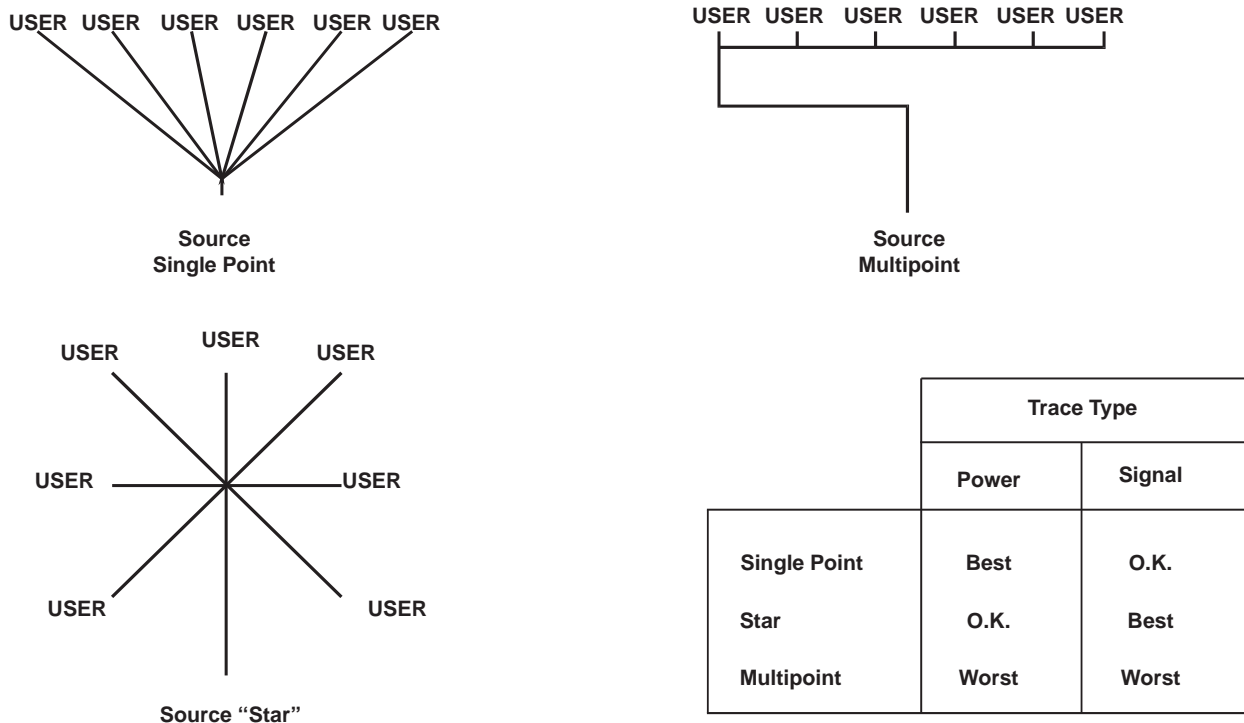 USER USER USER USER USER USER
Source
Single Point
USER USER USER USER USER USER
Source
Multipoint
USER
USER
USER
USER
USER
USER
USER
Source “Star”
Trace Type
Power Signal
Single Point Best O.K.
Star O.K. Best
Multipoint Worst Worst